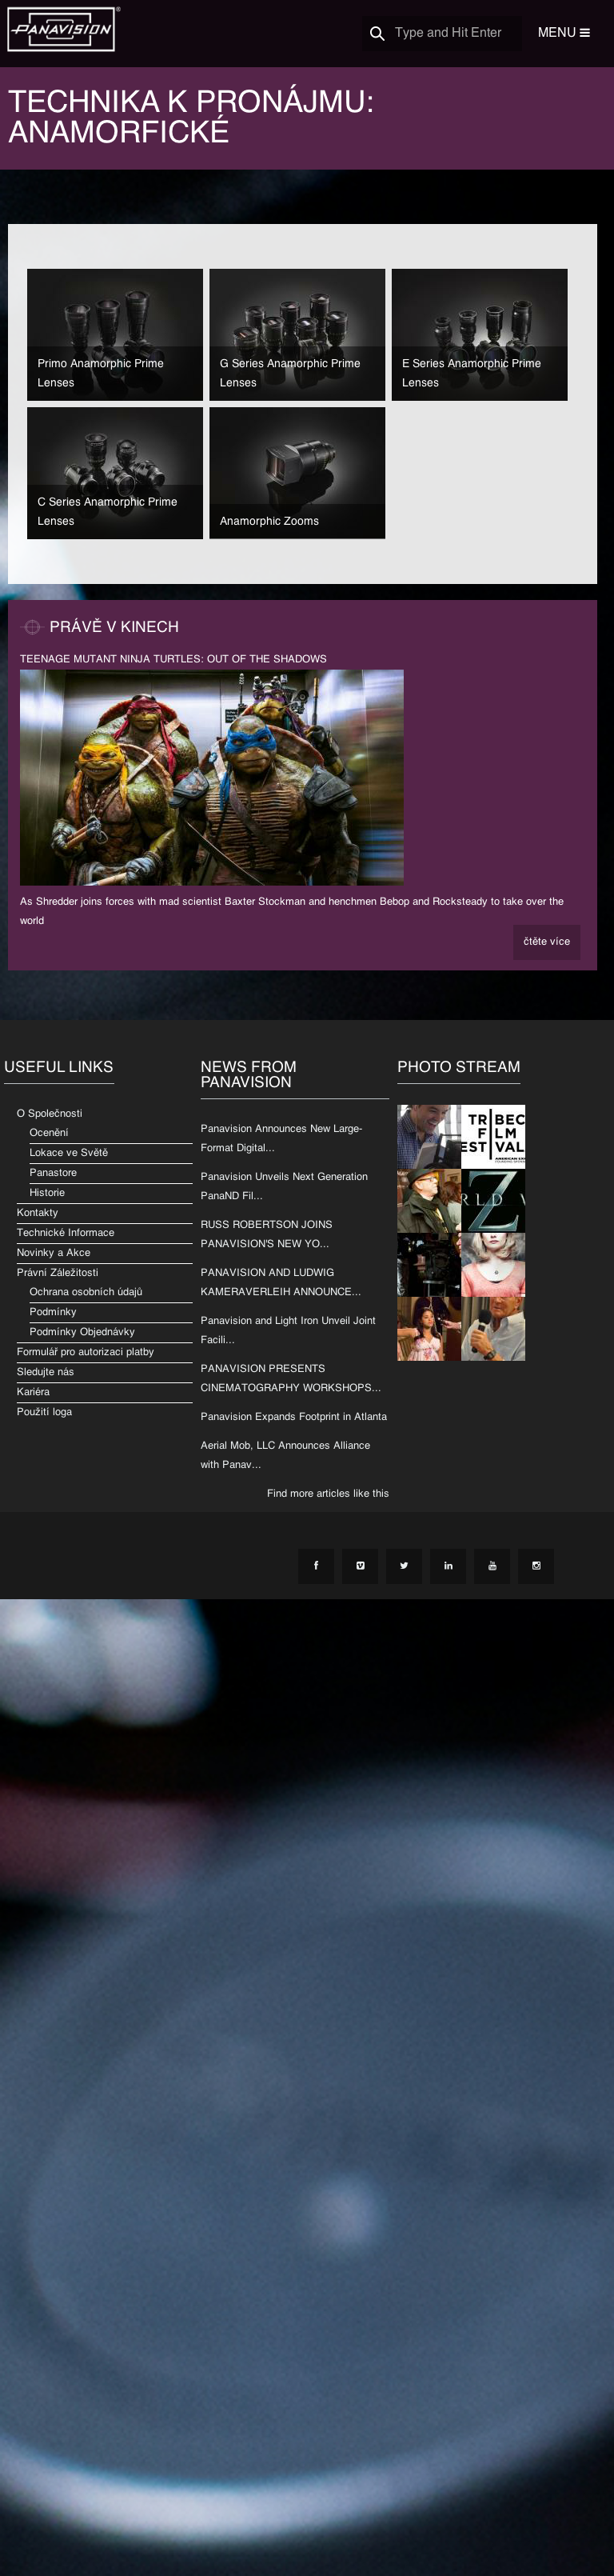 PANAVISION®
Type and Hit Enter
MENU
TECHNIKA K PRONÁJMU:
ANAMORFICKÉ
Primo Anamorphic Prime
Lenses
G Series Anamorphic Prime
Lenses
E Series Anamorphic Prime
Lenses
C Series Anamorphic Prime
Lenses
Anamorphic Zooms
PRÁVĚ V KINECH
TEENAGE MUTANT NINJA TURTLES: OUT OF THE SHADOWS
As Shredder joins forces with mad scientist Baxter Stockman and henchmen Bebop and Rocksteady to take over the
world
čtěte více
USEFUL LINKS
O Společnosti
Ocenění
Lokace ve Světě
Panastore
Historie
Kontakty
Technické Informace
Novinky a Akce
Právní Záležitosti
Ochrana osobních údajů
Podmínky
Podmínky Objednávky
Formulář pro autorizaci platby
Sledujte nás
Kariéra
Použití loga
NEWS FROM
PANAVISION
Panavision Announces New Large-
Format Digital...
Panavision Unveils Next Generation
PanaND Fil...
RUSS ROBERTSON JOINS
PANAVISION'S NEW YO...
PANAVISION AND LUDWIG
KAMERAVERLEIH ANNOUNCE...
Panavision and Light Iron Unveil Joint
Facili...
PANAVISION PRESENTS
CINEMATOGRAPHY WORKSHOPS...
Panavision Expands Footprint in Atlanta
Aerial Mob, LLC Announces Alliance
with Panav...
Find more articles like this
PHOTO STREAM
TRIBEC
FILM
ESTIVAL
RLD W
Z